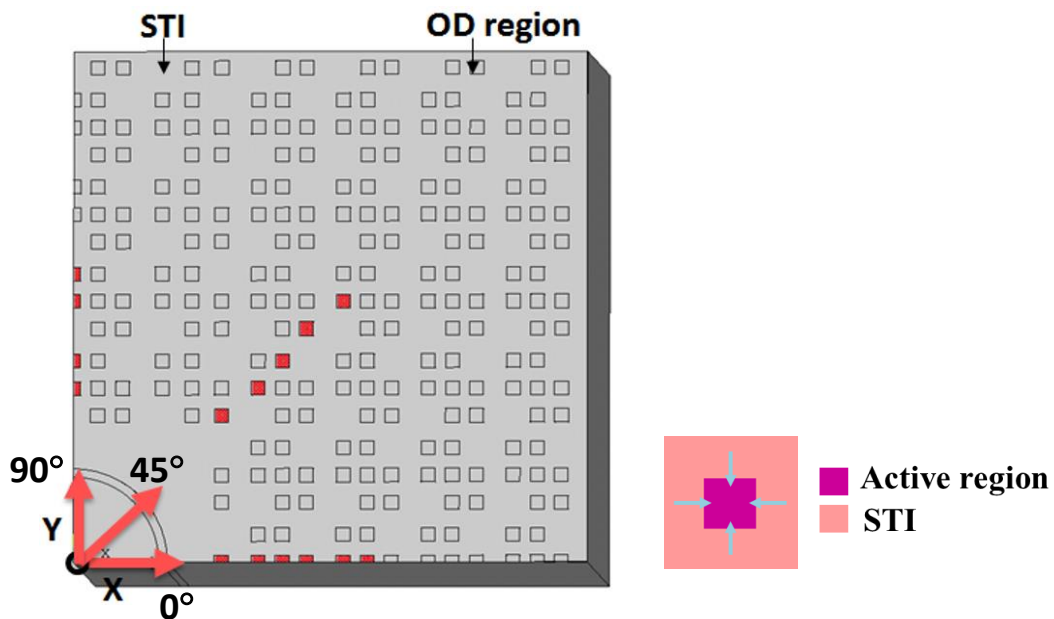 STI
OD region
90°
45°
Y
x
X
0°
Active region
STI